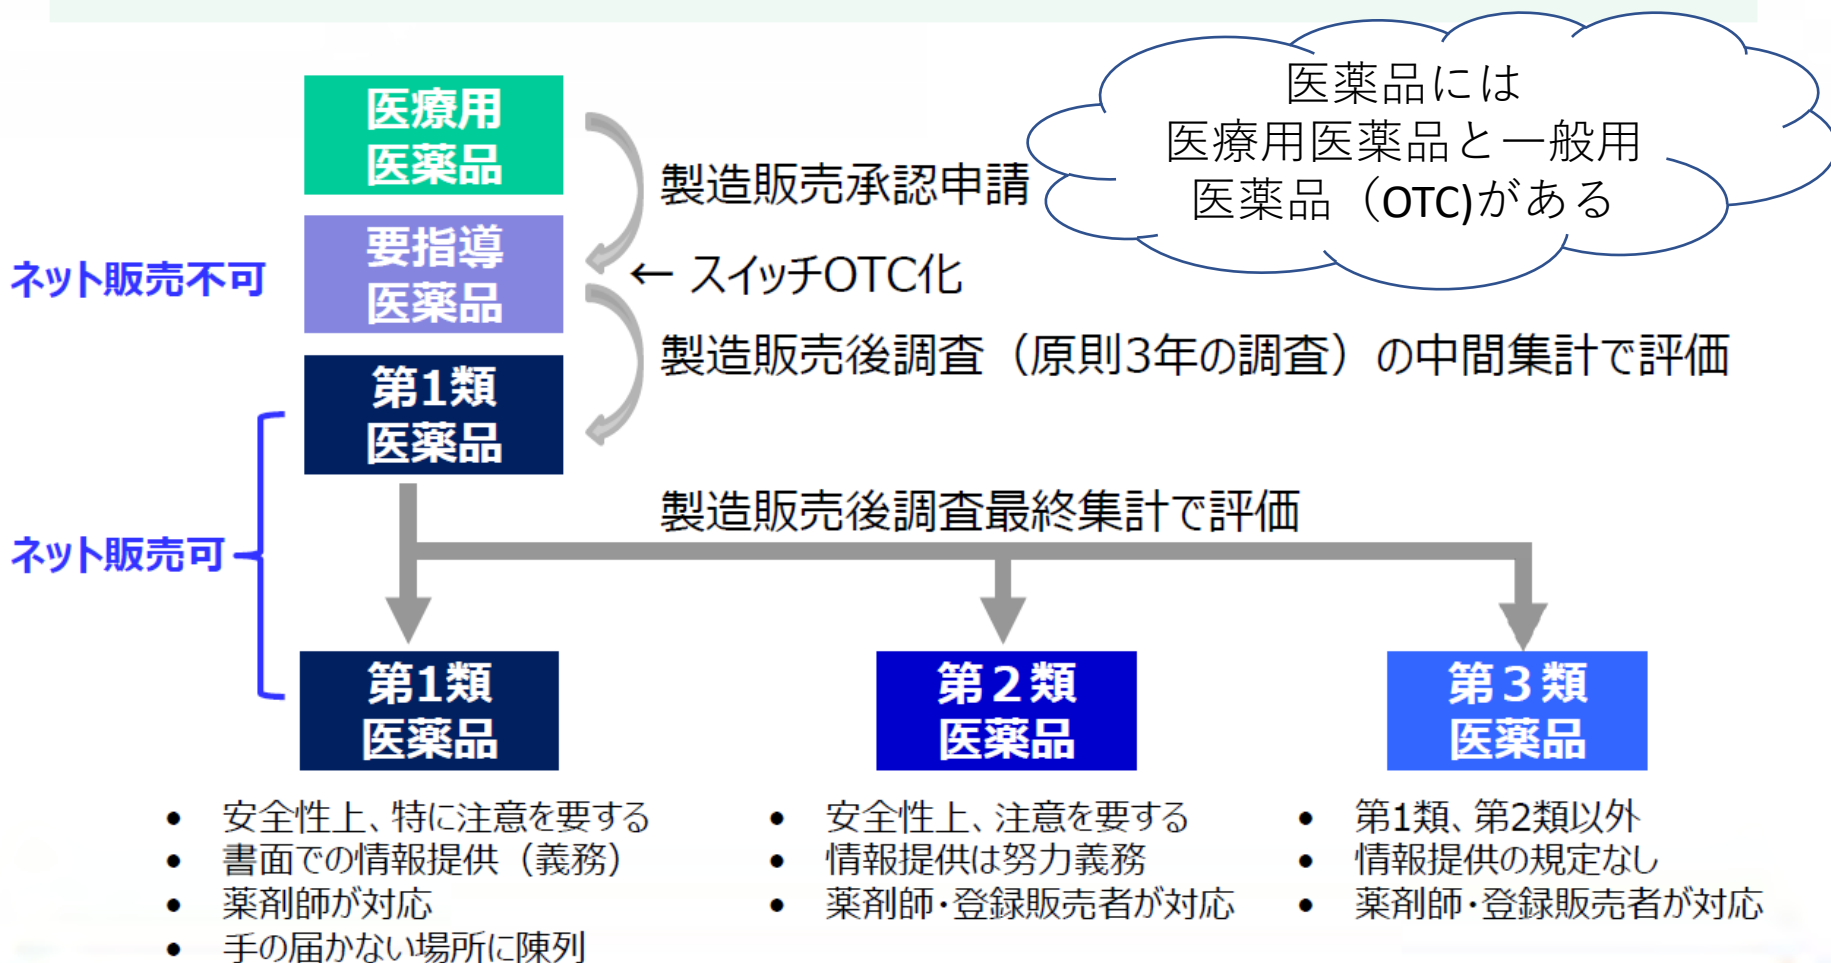 医薬品には
医療用医薬品と一般用
医薬品（OTC)がある
医療用
医薬品
製造販売承認申請
要指導
医薬品
ネット販売不可
← スイッチOTC化
製造販売後調査（原則3年の調査）の中間集計で評価
第1類
医薬品
製造販売後調査最終集計で評価
ネット販売可
第1類
医薬品
• 安全性上、特に注意を要する
• 書面での情報提供（義務）
• 薬剤師が対応
• 手の届かない場所に陳列
第２類
医薬品
• 安全性上、注意を要する
• 情報提供は努力義務
• 薬剤師・登録販売者が対応
第３類
医薬品
• 第1類、第2類以外
• 情報提供の規定なし
• 薬剤師・登録販売者が対応